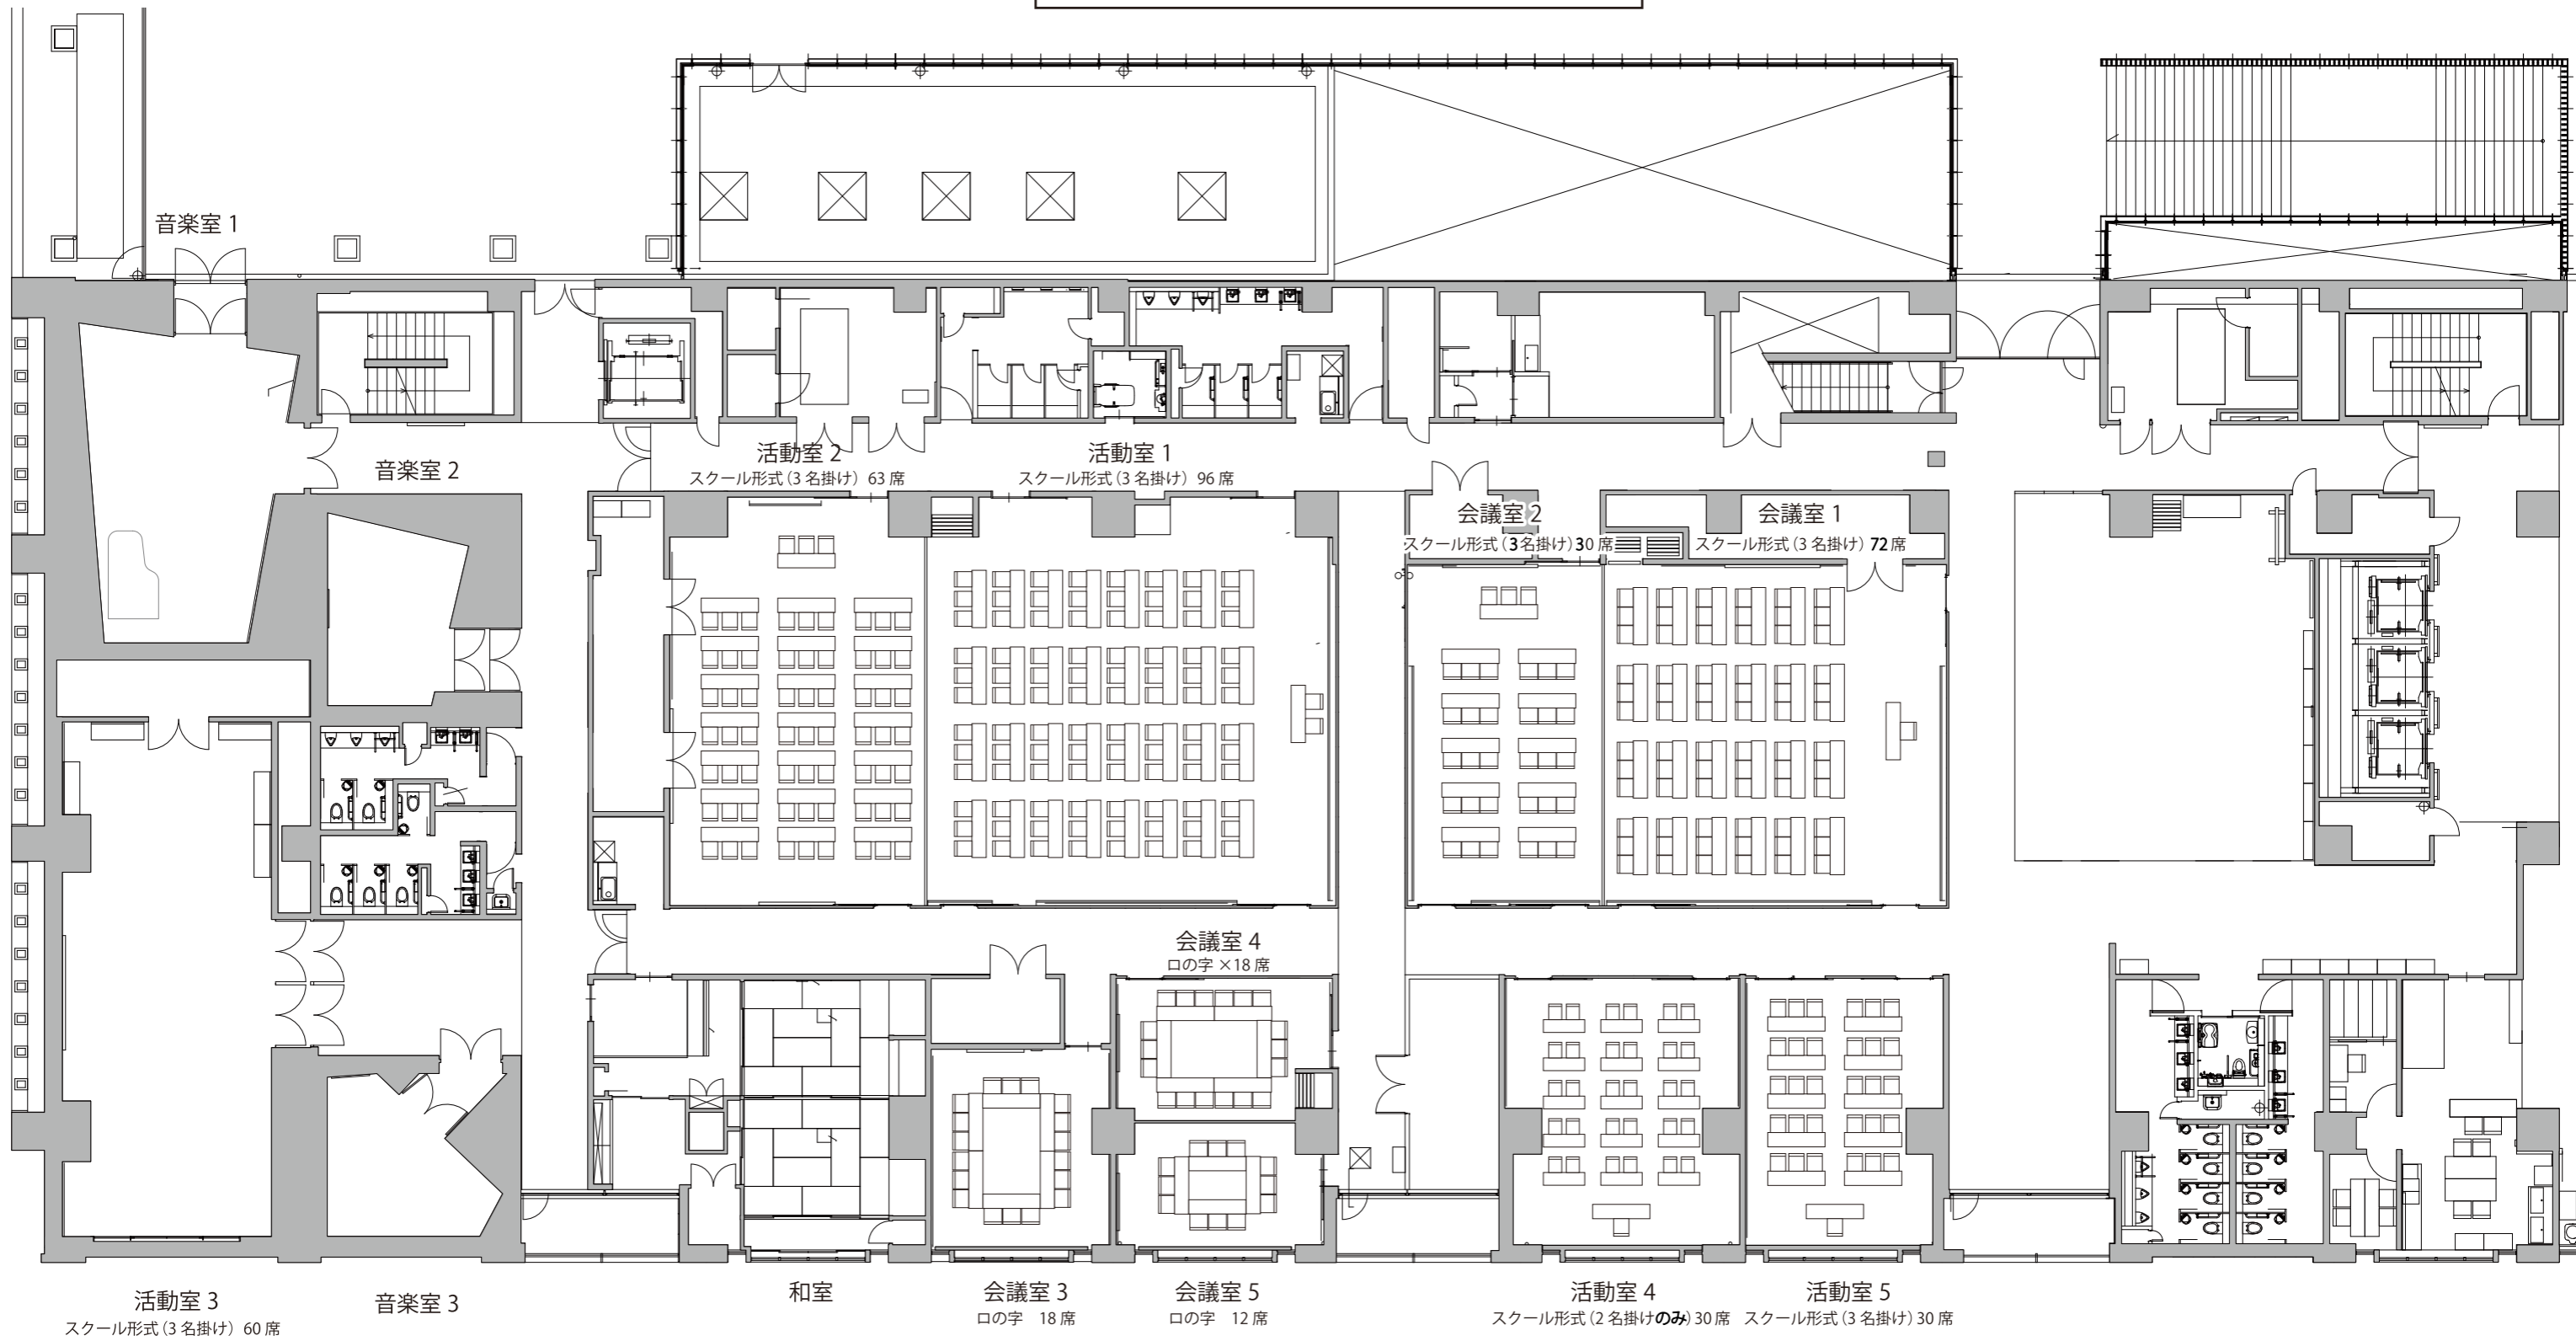 音楽室 1
音楽室 2
活動室 2
スクール形式 (3 名掛け) 63 席
活動室 1
スクール形式 (3 名掛け) 96 席
会議室 2
スクール形式 (3名掛け) 30 席
会議室 1
スクール形式 (3 名掛け) 72 席
会議室 4
ロの字 ×18 席
活動室 3
スクール形式 (3 名掛け) 60 席
音楽室 3
和室
会議室 3
ロの字　18 席
会議室 5
ロの字　12 席
活動室 4
スクール形式 (2 名掛けのみ) 30 席
活動室 5
スクール形式 (3 名掛け) 30 席